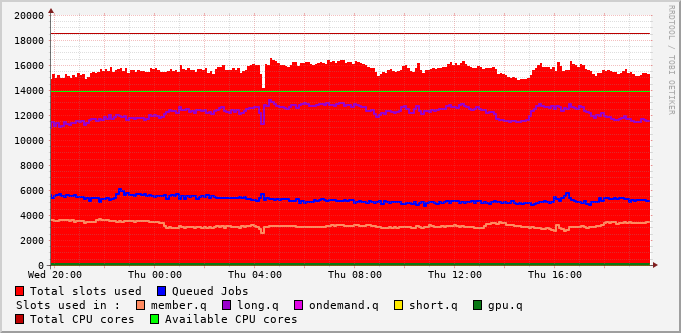 20000
18000
16000
14000
12000
10000
8000
6000
4000
2000
0
Wed 20:00 Thu 00:00 Thu 04:00 Thu 08:00 Thu 12:00 Thu 16:00
RRDTOOL / TOBI OETIKER
Total slots used Queued Jobs
Slots used in : member.q long.q ondemand.q short.q gpu.q
Total CPU cores Available CPU cores